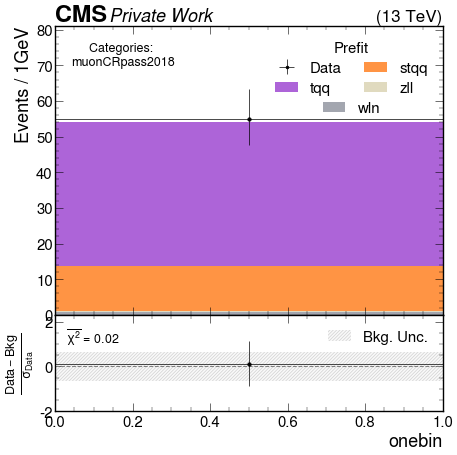 CMS Private Work (13 TeV)
Events / 1GeV
80
70
60
50
40
30
20
10
0
Categories:
muonCRpass2018
Prefit
Data stqq
tqq zll
wln
Data − Bkg
σData
2
0
-2
χ² = 0.02
Bkg. Unc.
0.0 0.2 0.4 0.6 0.8 1.0
onebin